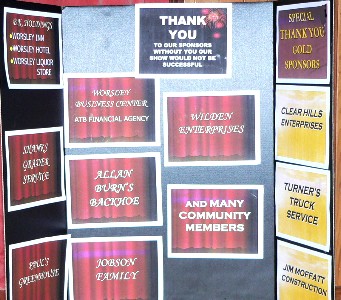 C.L. HOLDINGS
WORSLEY INN
WORSLEY HOTEL
WORSLEY LIQUOR
STORE
GRADER
SERVICE
PAUL'S
GREENHOUSE
THANK
YOU
TO OUR SPONSORS
WITHOUT YOU OUR
SHOW WOULD NOT BE
SUCCESSFUL
WORSLEY
BUSINESS CENTER
ATB FINANCIAL AGENCY
ALLAN
BURN'S
BACKHOE
JOBSON
FAMILY
WILDEN
ENTERPRISES
AND MANY
COMMUNITY
MEMBERS
SPECIAL
THANK YOU
GOLD
SPONSORS
CLEAR HILLS
ENTERPRISES
TURNER'S
TRUCK
SERVICE
JIM MOFFATT
CONSTRUCTION